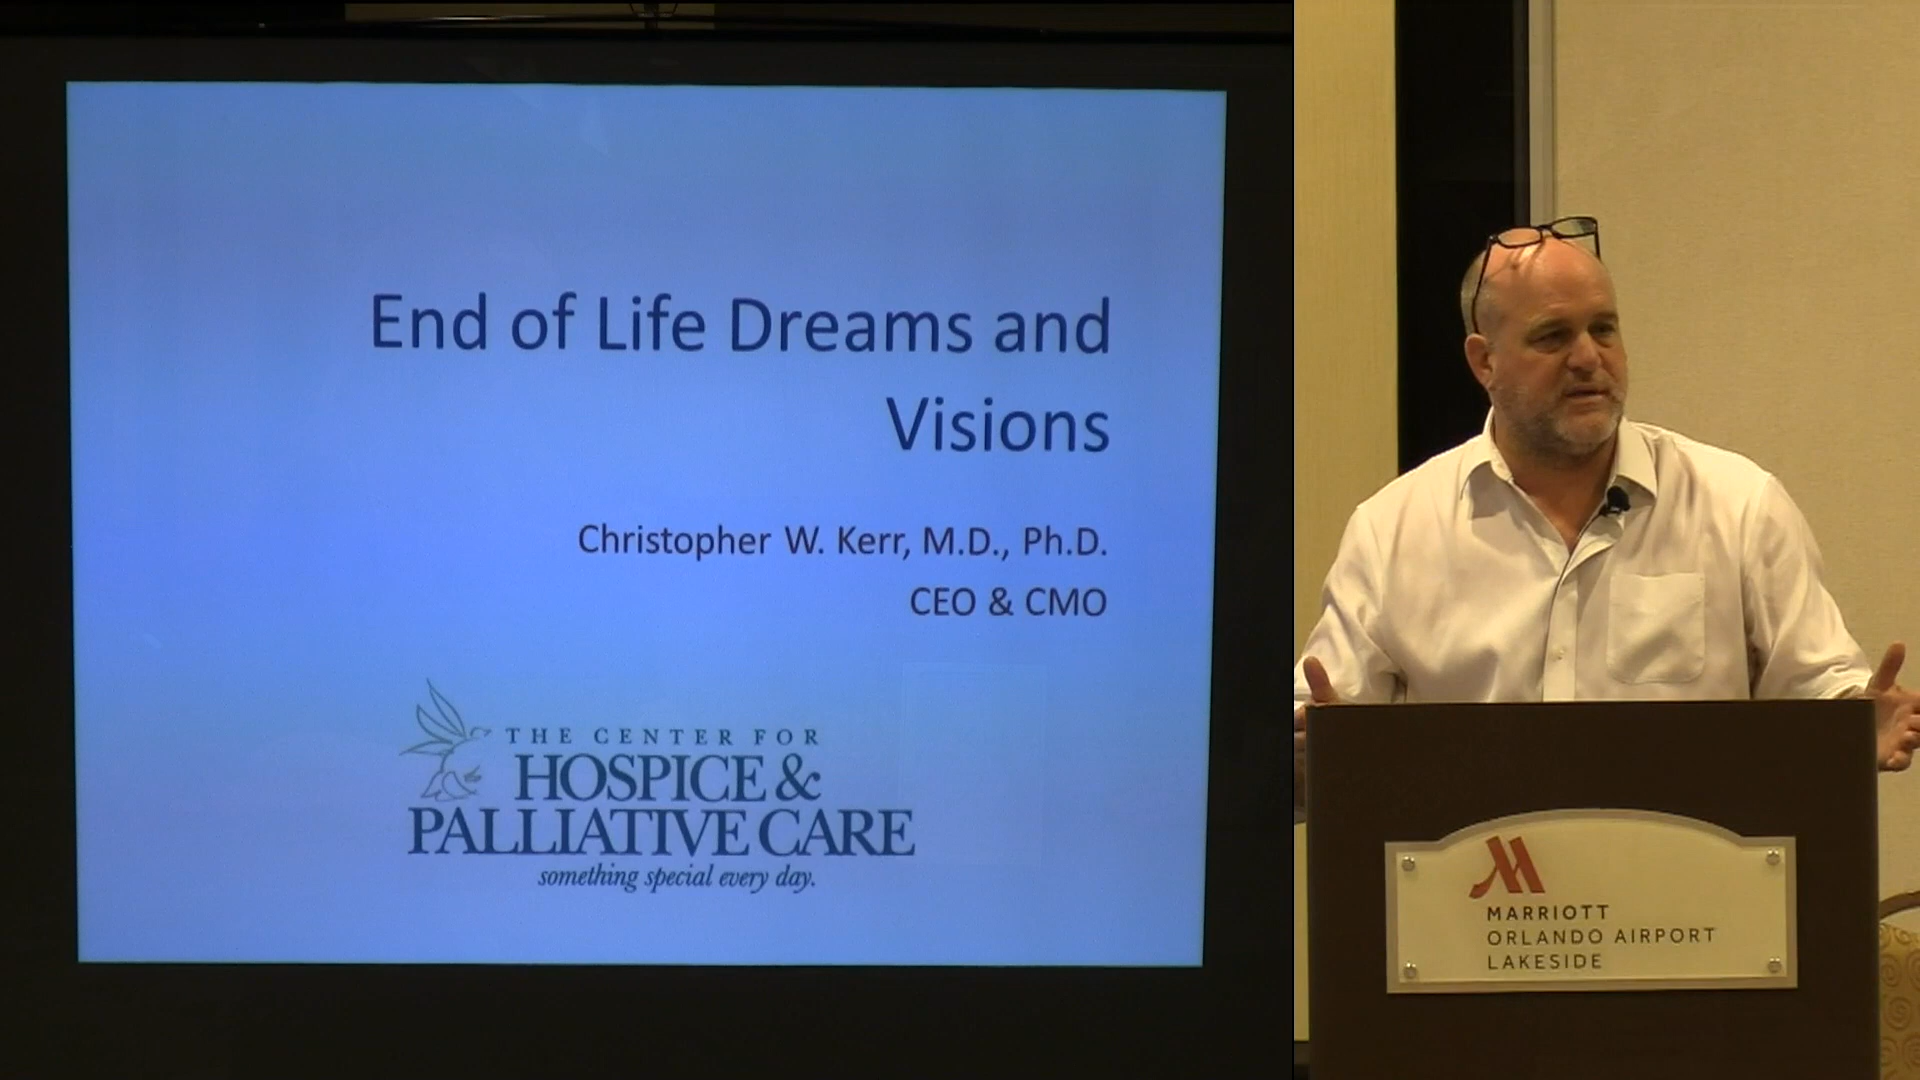 End of Life Dreams and
Visions
Christopher W. Kerr, M.D., Ph.D.
CEO & CMO
THE CENTER FOR
HOSPICE &
PALLIATIVE CARE
something special every day.
MARRIOTT
ORLANDO AIRPORT
LAKESIDE